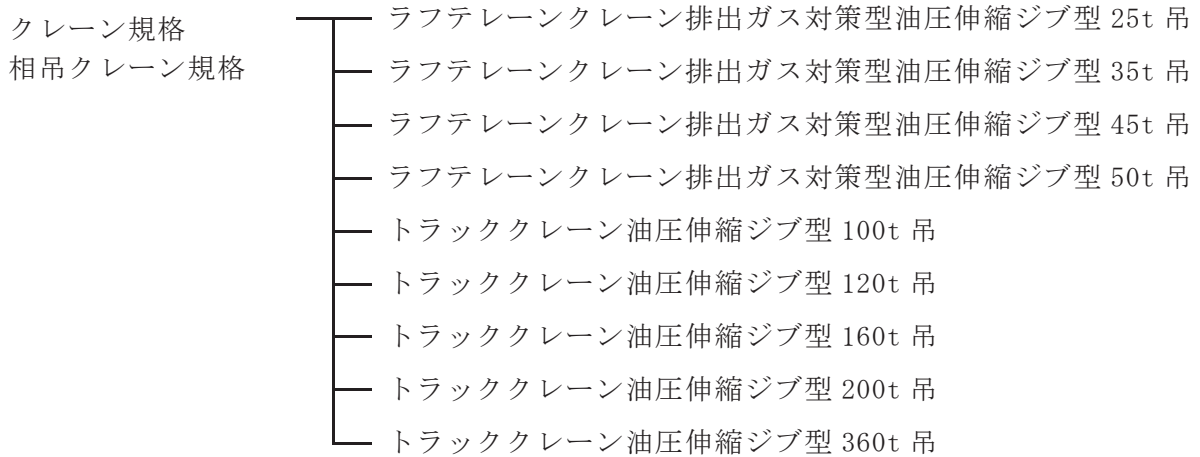 クレーン規格
相吊クレーン規格
ラフテレーンクレーン排出ガス対策型油圧伸縮ジブ型 25t 吊
ラフテレーンクレーン排出ガス対策型油圧伸縮ジブ型 35t 吊
ラフテレーンクレーン排出ガス対策型油圧伸縮ジブ型 45t 吊
ラフテレーンクレーン排出ガス対策型油圧伸縮ジブ型 50t 吊
トラッククレーン油圧伸縮ジブ型 100t 吊
トラッククレーン油圧伸縮ジブ型 120t 吊
トラッククレーン油圧伸縮ジブ型 160t 吊
トラッククレーン油圧伸縮ジブ型 200t 吊
トラッククレーン油圧伸縮ジブ型 360t 吊